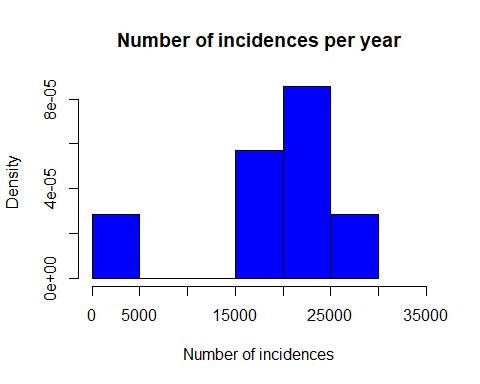 Number of incidences per year
Density
8e-05
4e-05
0e+00
0
5000
15000
25000
35000
Number of incidences